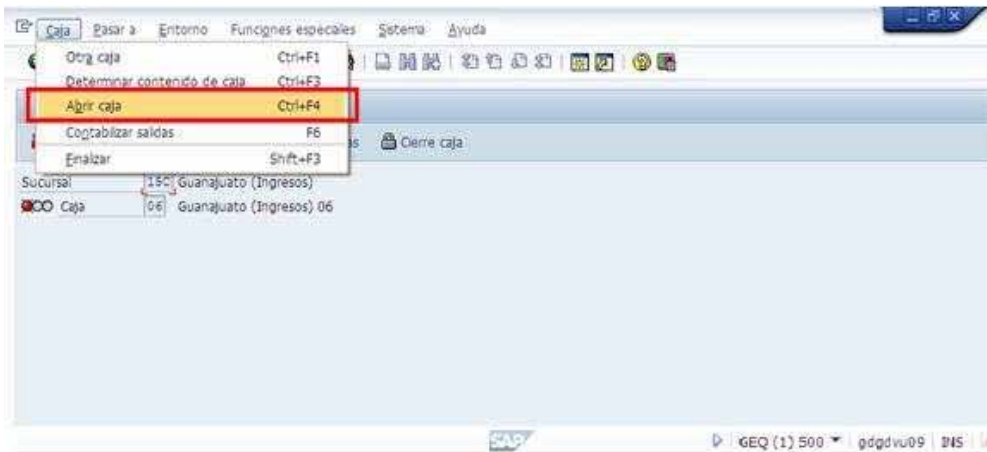 Caja Pasar a Entorno Funciones especiales Sistema Ayuda
Otra caja Ctrl+F1
Determinar contenido de caja Ctrl+F3
Abrir caja Ctrl+F4
Contabilizar salidas F6
Finalizar Shift+F3
Cierre caja
Sucursal Guanajuato (Ingresos)
Caja 06 Guanajuato (Ingresos) 06
SAP
GEQ (1) 500 gdgdvu09 INS